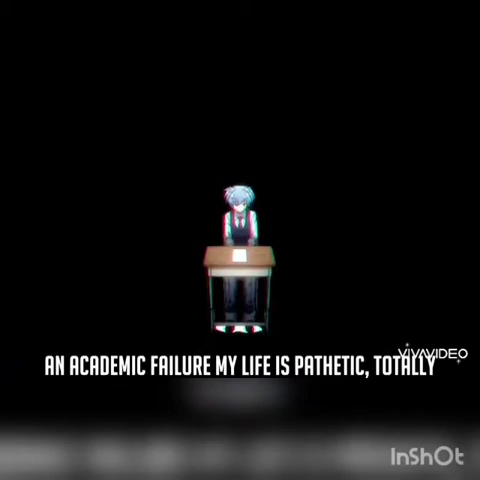 VIVAVIDEO
AN ACADEMIC FAILURE MY LIFE IS PATHETIC, TOTALLY
InShOt